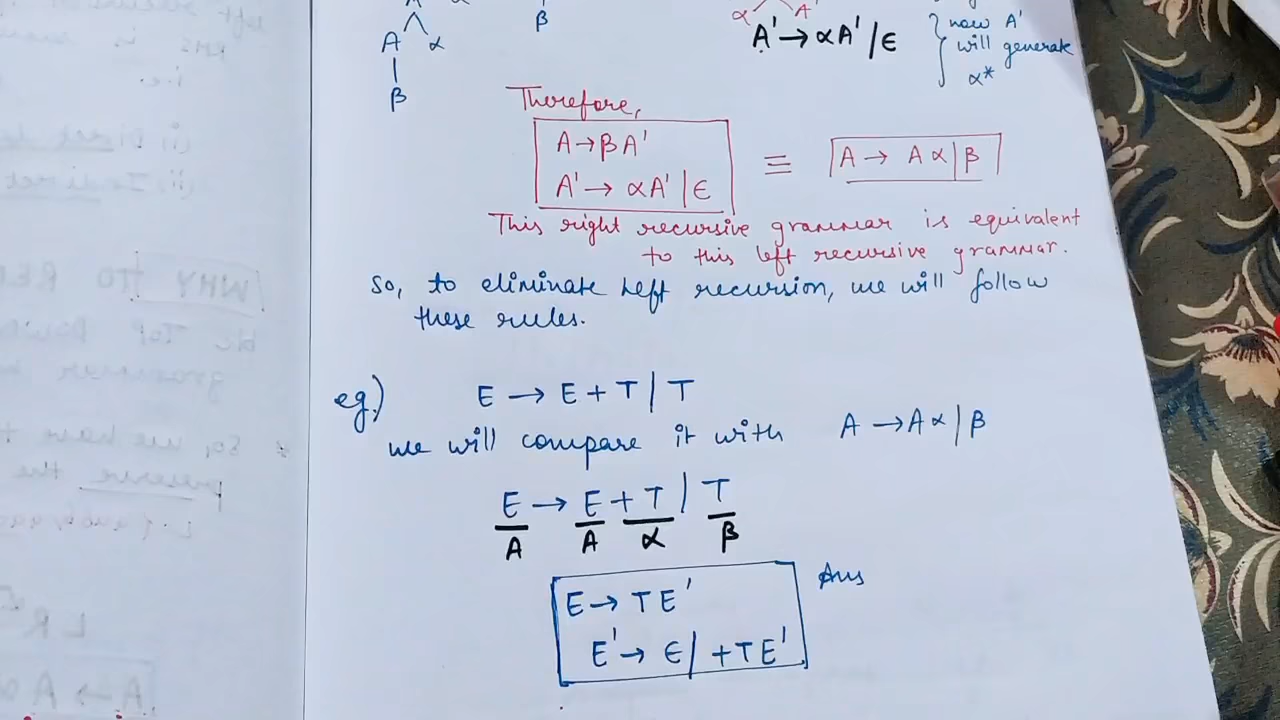 A α β
α A'
A' → αA' | ϵ } now A'
A α will generate
β α*
Therefore,
A → βA'
A' → αA' | ϵ ≡ A → Aα | β
This right recursive grammar is equivalent
to this left recursive grammar.
So, to eliminate left recursion, we will follow
these rules.
eg.) E → E + T | T
we will compare it with A → Aα | β
E → E + T | T
A A α β
E → TE' Ans
E' → ϵ | +TE'